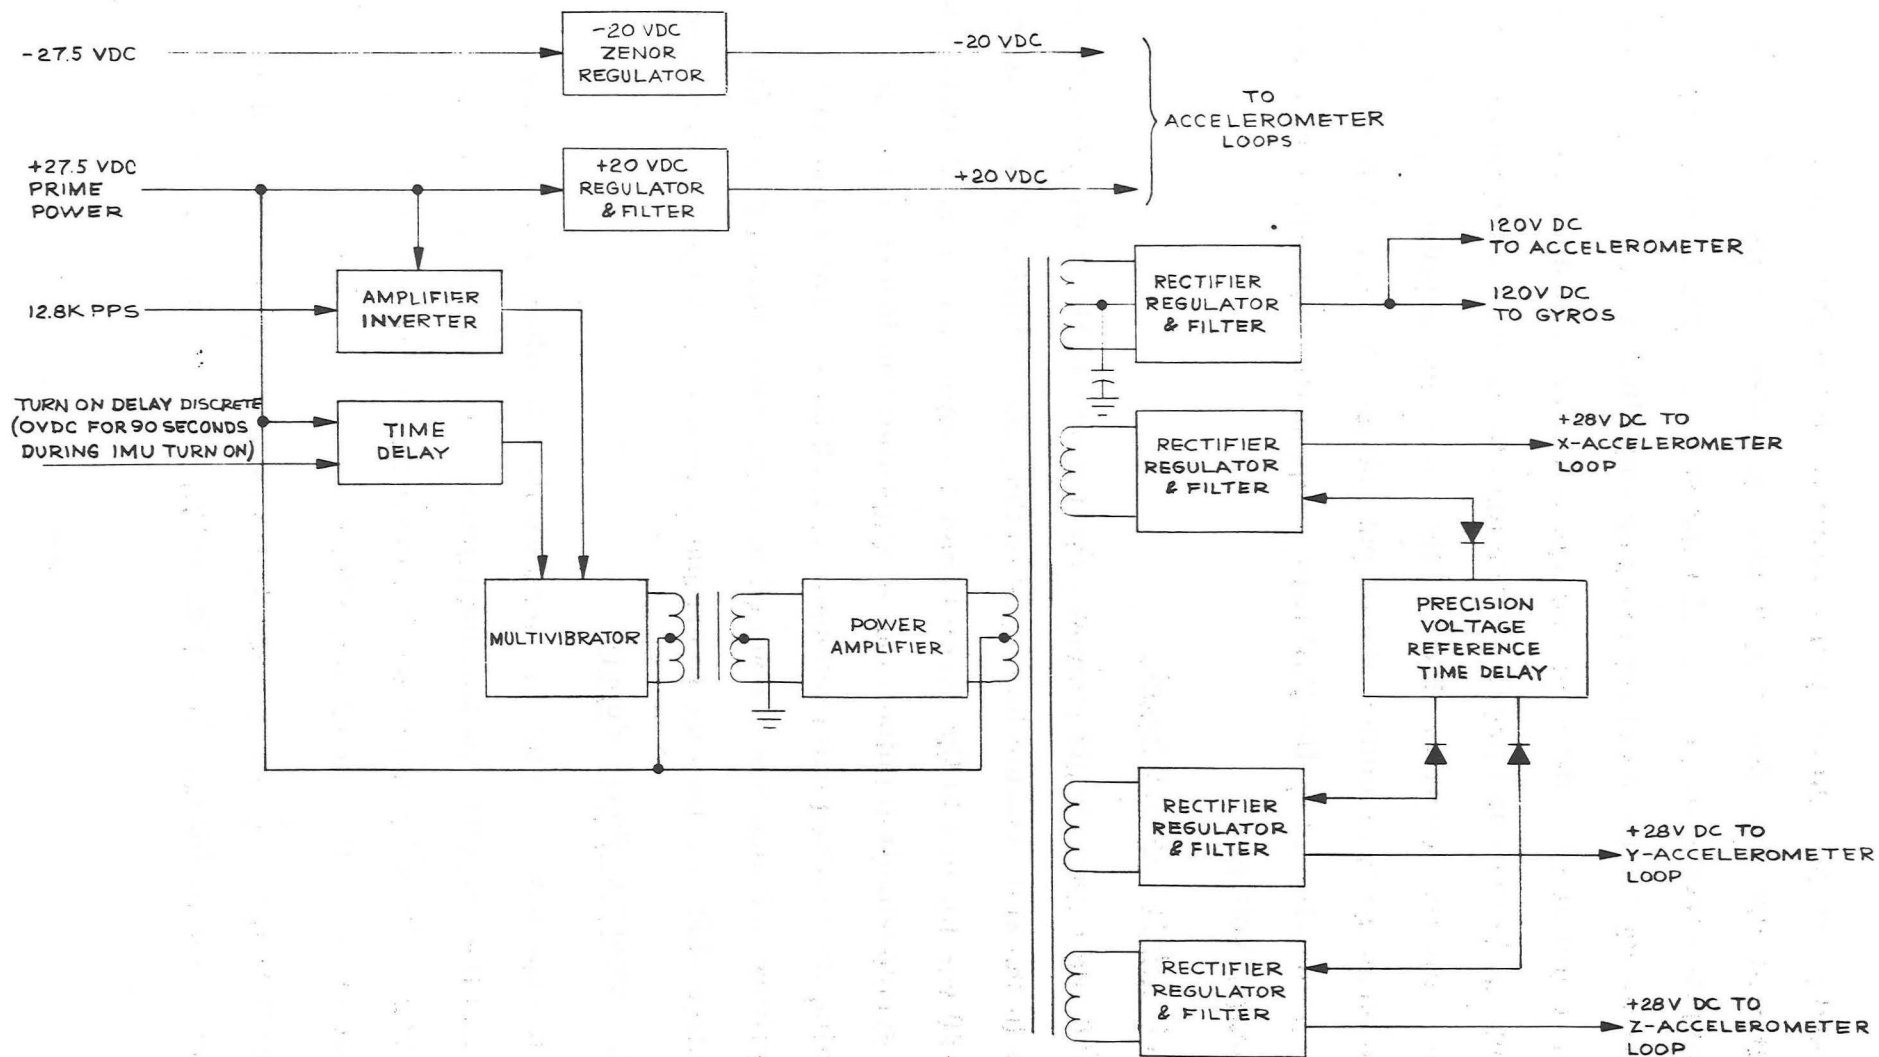 -27.5 VDC
-20 VDC
ZENOR
REGULATOR
-20 VDC
TO
ACCELEROMETER
LOOPS
+27.5 VDC
PRIME
POWER
+20 VDC
REGULATOR
& FILTER
+20 VDC
12.8K PPS
AMPLIFIER
INVERTER
TURN ON DELAY DISCRETE
(0VDC FOR 90 SECONDS
DURING IMU TURN ON)
TIME
DELAY
MULTIVIBRATOR
POWER
AMPLIFIER
RECTIFIER
REGULATOR
& FILTER
120V DC
TO ACCELEROMETER
120V DC
TO GYROS
RECTIFIER
REGULATOR
& FILTER
+28V DC TO
X-ACCELEROMETER
LOOP
PRECISION
VOLTAGE
REFERENCE
TIME DELAY
RECTIFIER
REGULATOR
& FILTER
+28V DC TO
Y-ACCELEROMETER
LOOP
RECTIFIER
REGULATOR
& FILTER
+28V DC TO
Z-ACCELEROMETER
LOOP